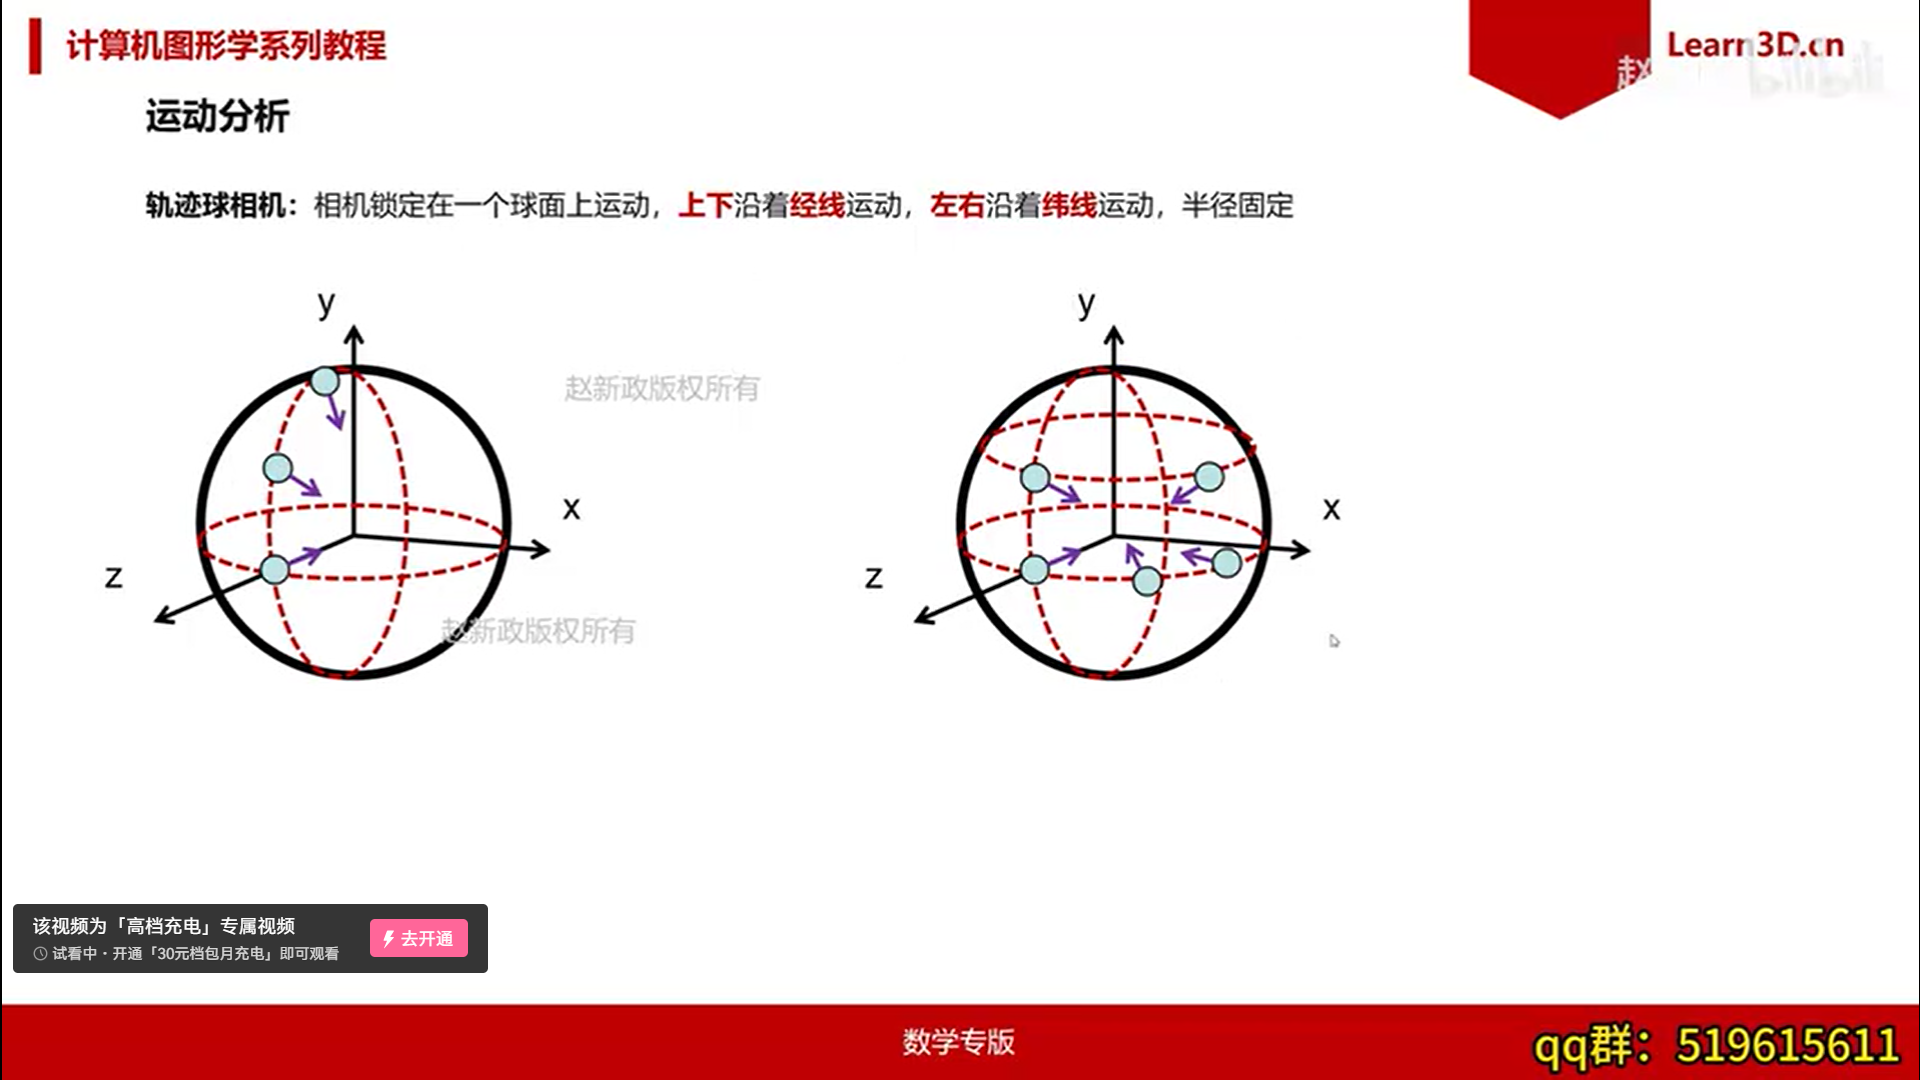 计算机图形学系列教程
Learn3D.cn
赵
bilibili
运动分析
轨迹球相机：相机锁定在一个球面上运动，上下沿着经线运动，左右沿着纬线运动，半径固定
y
y
赵新政版权所有
x
x
z
z
赵新政版权所有
该视频为「高档充电」专属视频
试看中·开通「30元档包月充电」即可观看
去开通
数学专版
qq群：519615611